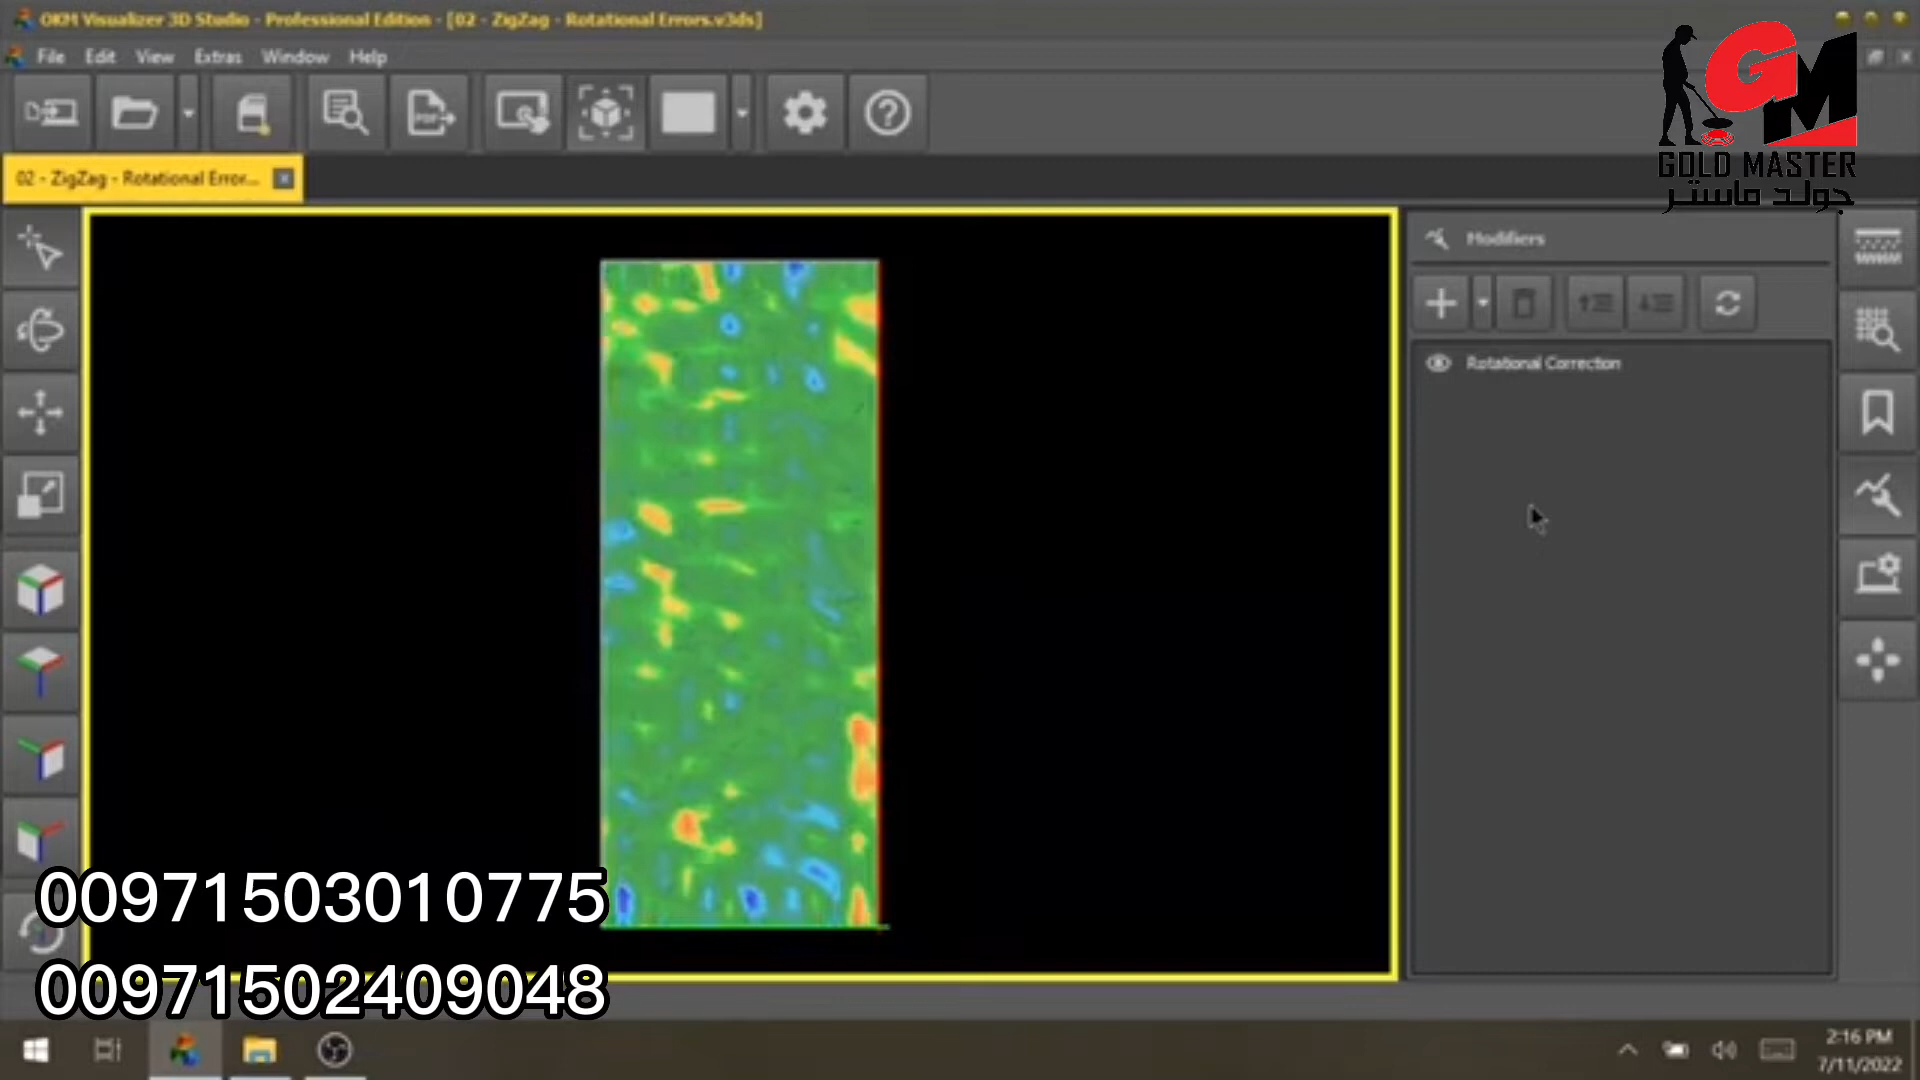 OKM Visualizer 3D Studio - Professional Edition - [02 - ZigZag - Rotational Errors.v3ds]
File Edit View Extras Window Help
PDF
GM
GOLD MASTER
جولد ماستر
02 - ZigZag - Rotational Error...
Modifiers
Rotational Correction
00971503010775
00971502409048
2:16 PM
7/11/2022